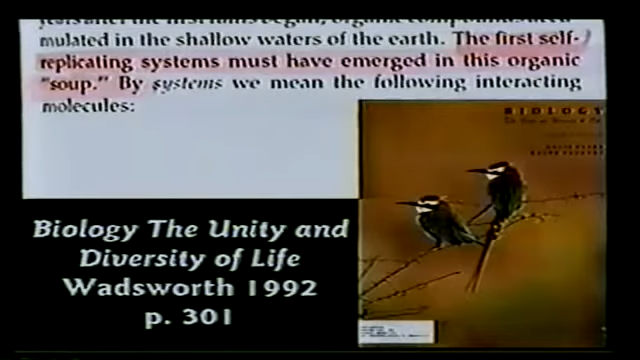 mulated in the shallow waters of the earth. The first self-
replicating systems must have emerged in this organic
"soup." By systems we mean the following interacting
molecules:
BIOLOGY
Biology The Unity and
Diversity of Life
Wadsworth 1992
p. 301